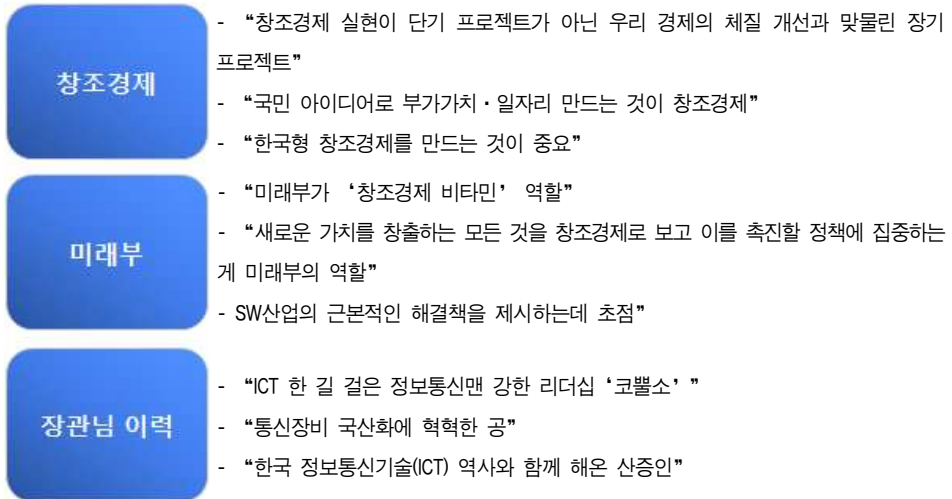 창조경제
- “창조경제 실현이 단기 프로젝트가 아닌 우리 경제의 체질 개선과 맞물린 장기
프로젝트”
- “국민 아이디어로 부가가치·일자리 만드는 것이 창조경제”
- “한국형 창조경제를 만드는 것이 중요”
미래부
- “미래부가 ‘창조경제 비타민’ 역할”
- “새로운 가치를 창출하는 모든 것을 창조경제로 보고 이를 촉진할 정책에 집중하는
게 미래부의 역할”
- SW산업의 근본적인 해결책을 제시하는데 초점”
장관님 이력
- “ICT 한 길 걸은 정보통신맨 강한 리더십‘코뿔소’”
- “통신장비 국산화에 혁혁한 공”
- “한국 정보통신기술(ICT) 역사와 함께 해온 산증인”